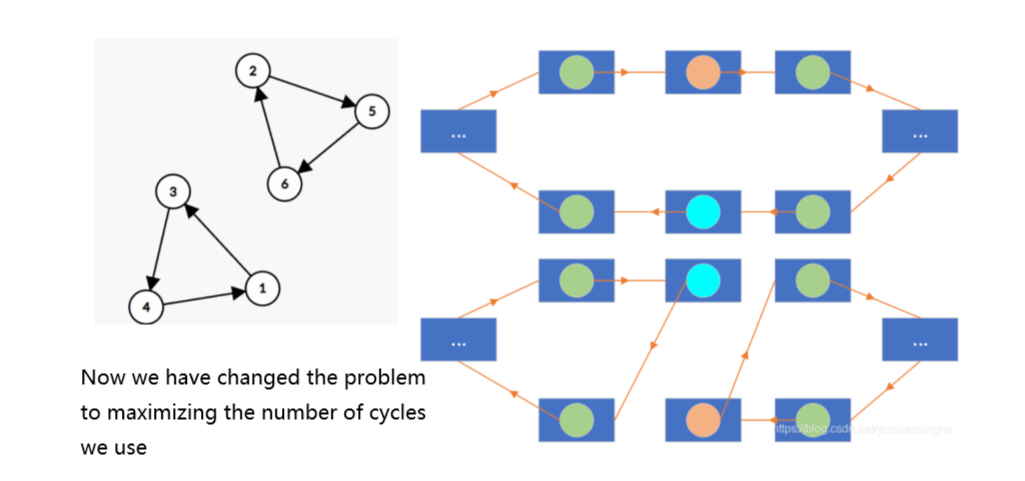 2
5
6
3
1
4
...
...
...
...
Now we have changed the problem
to maximizing the number of cycles
we use
https://blog.csdn.net/yunxiaoqinghe